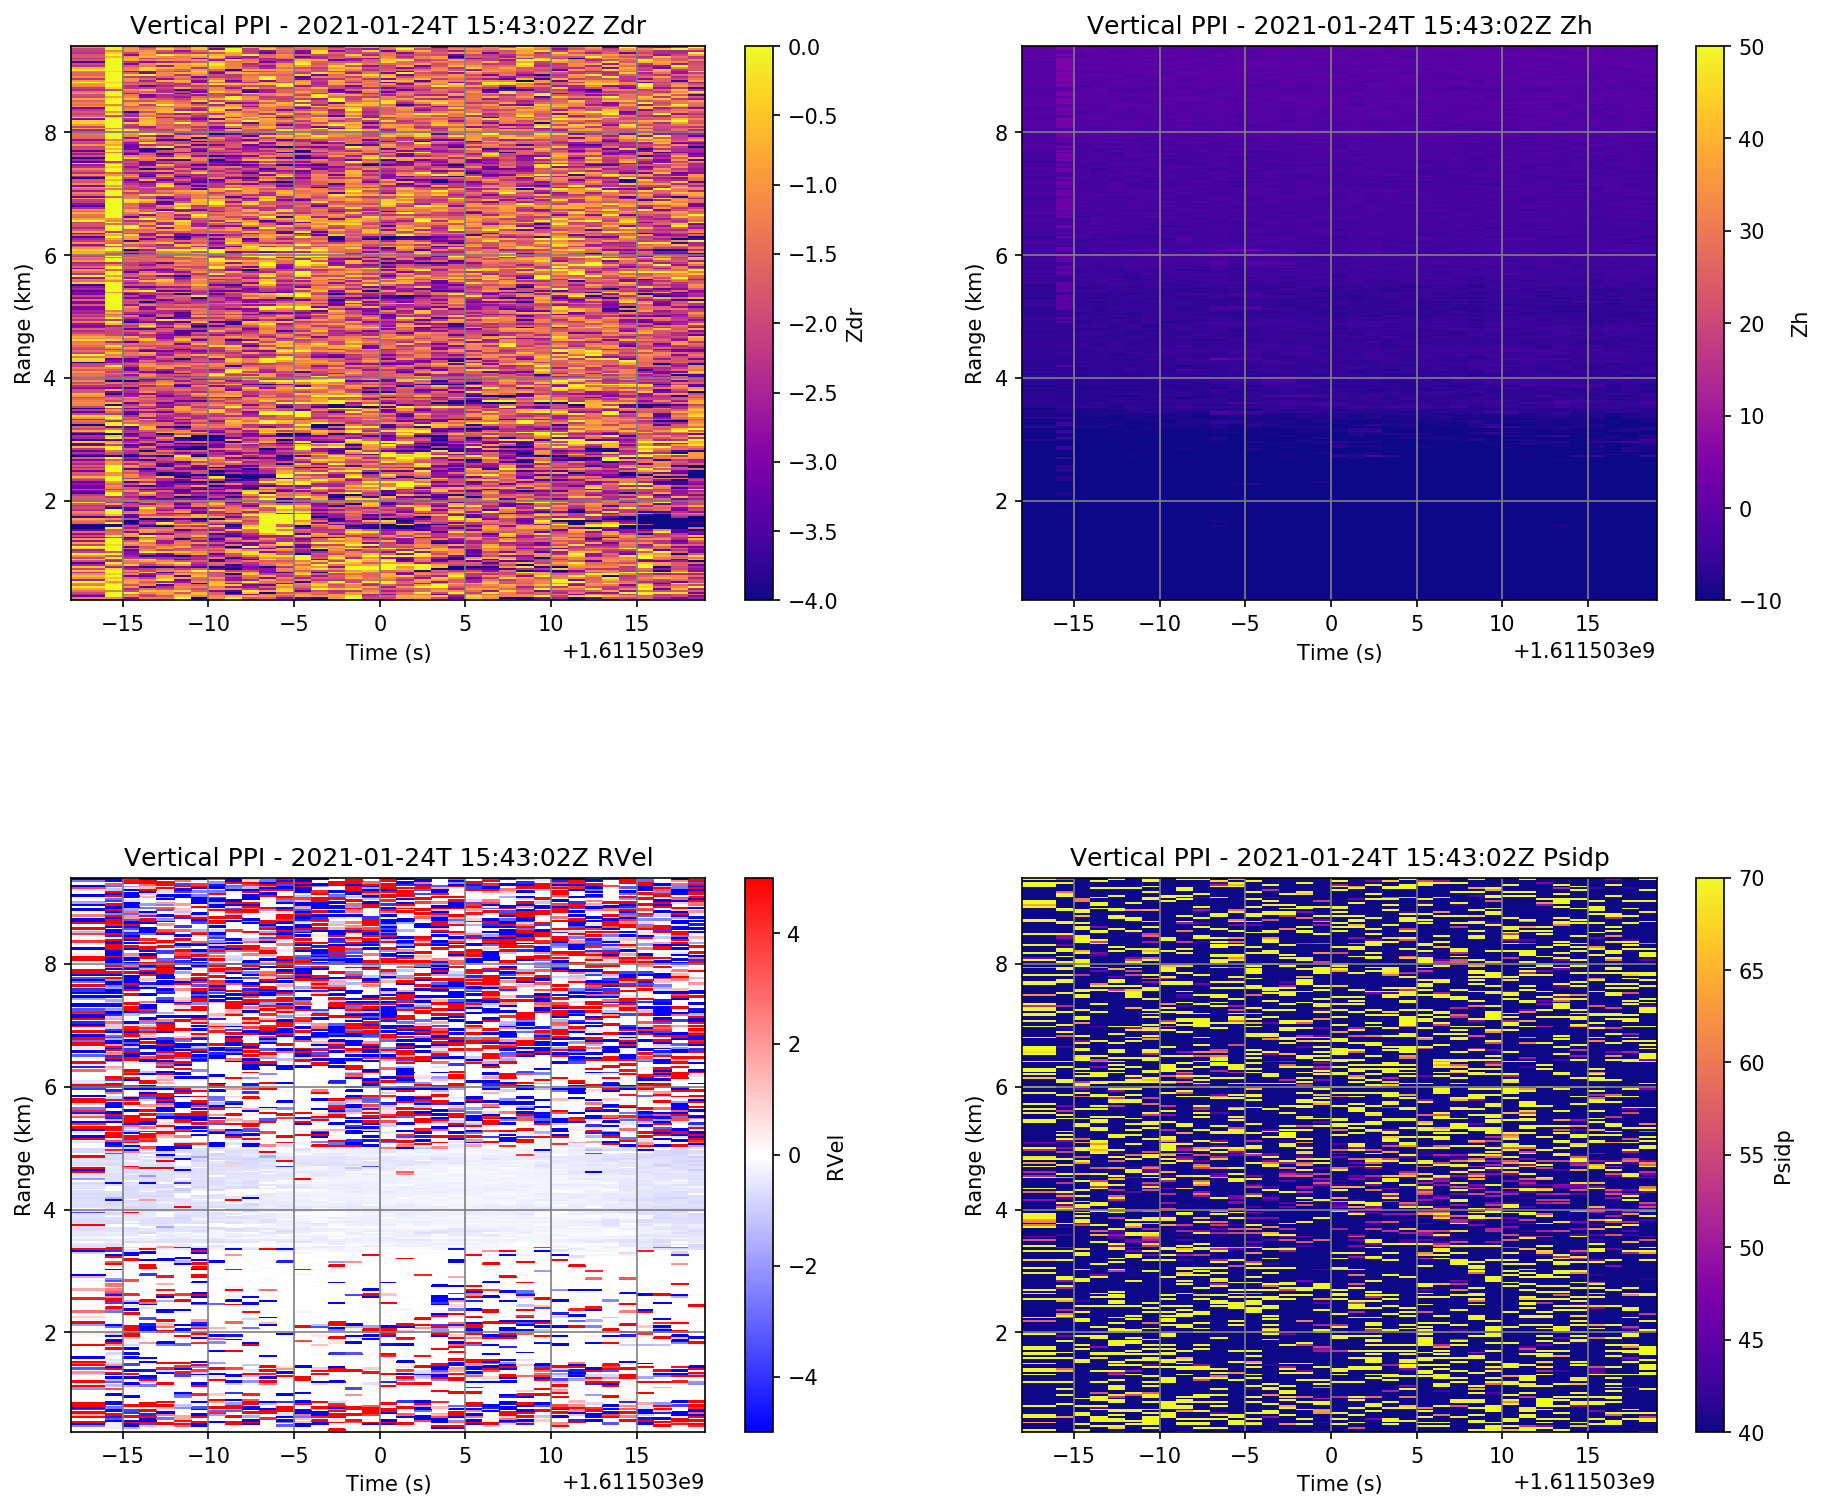 Vertical PPI - 2021-01-24T 15:43:02Z Zdr
Range (km)
8
6
4
2
−15 −10 −5 0 5 10 15
Time (s)
+1.611503e9
0.0
−0.5
−1.0
−1.5
−2.0
−2.5
−3.0
−3.5
−4.0
Zdr
Vertical PPI - 2021-01-24T 15:43:02Z Zh
Range (km)
8
6
4
2
−15 −10 −5 0 5 10 15
Time (s)
+1.611503e9
50
40
30
20
10
0
−10
Zh
Vertical PPI - 2021-01-24T 15:43:02Z RVel
Range (km)
8
6
4
2
−15 −10 −5 0 5 10 15
Time (s)
+1.611503e9
4
2
0
−2
−4
RVel
Vertical PPI - 2021-01-24T 15:43:02Z Psidp
Range (km)
8
6
4
2
−15 −10 −5 0 5 10 15
Time (s)
+1.611503e9
70
65
60
55
50
45
40
Psidp